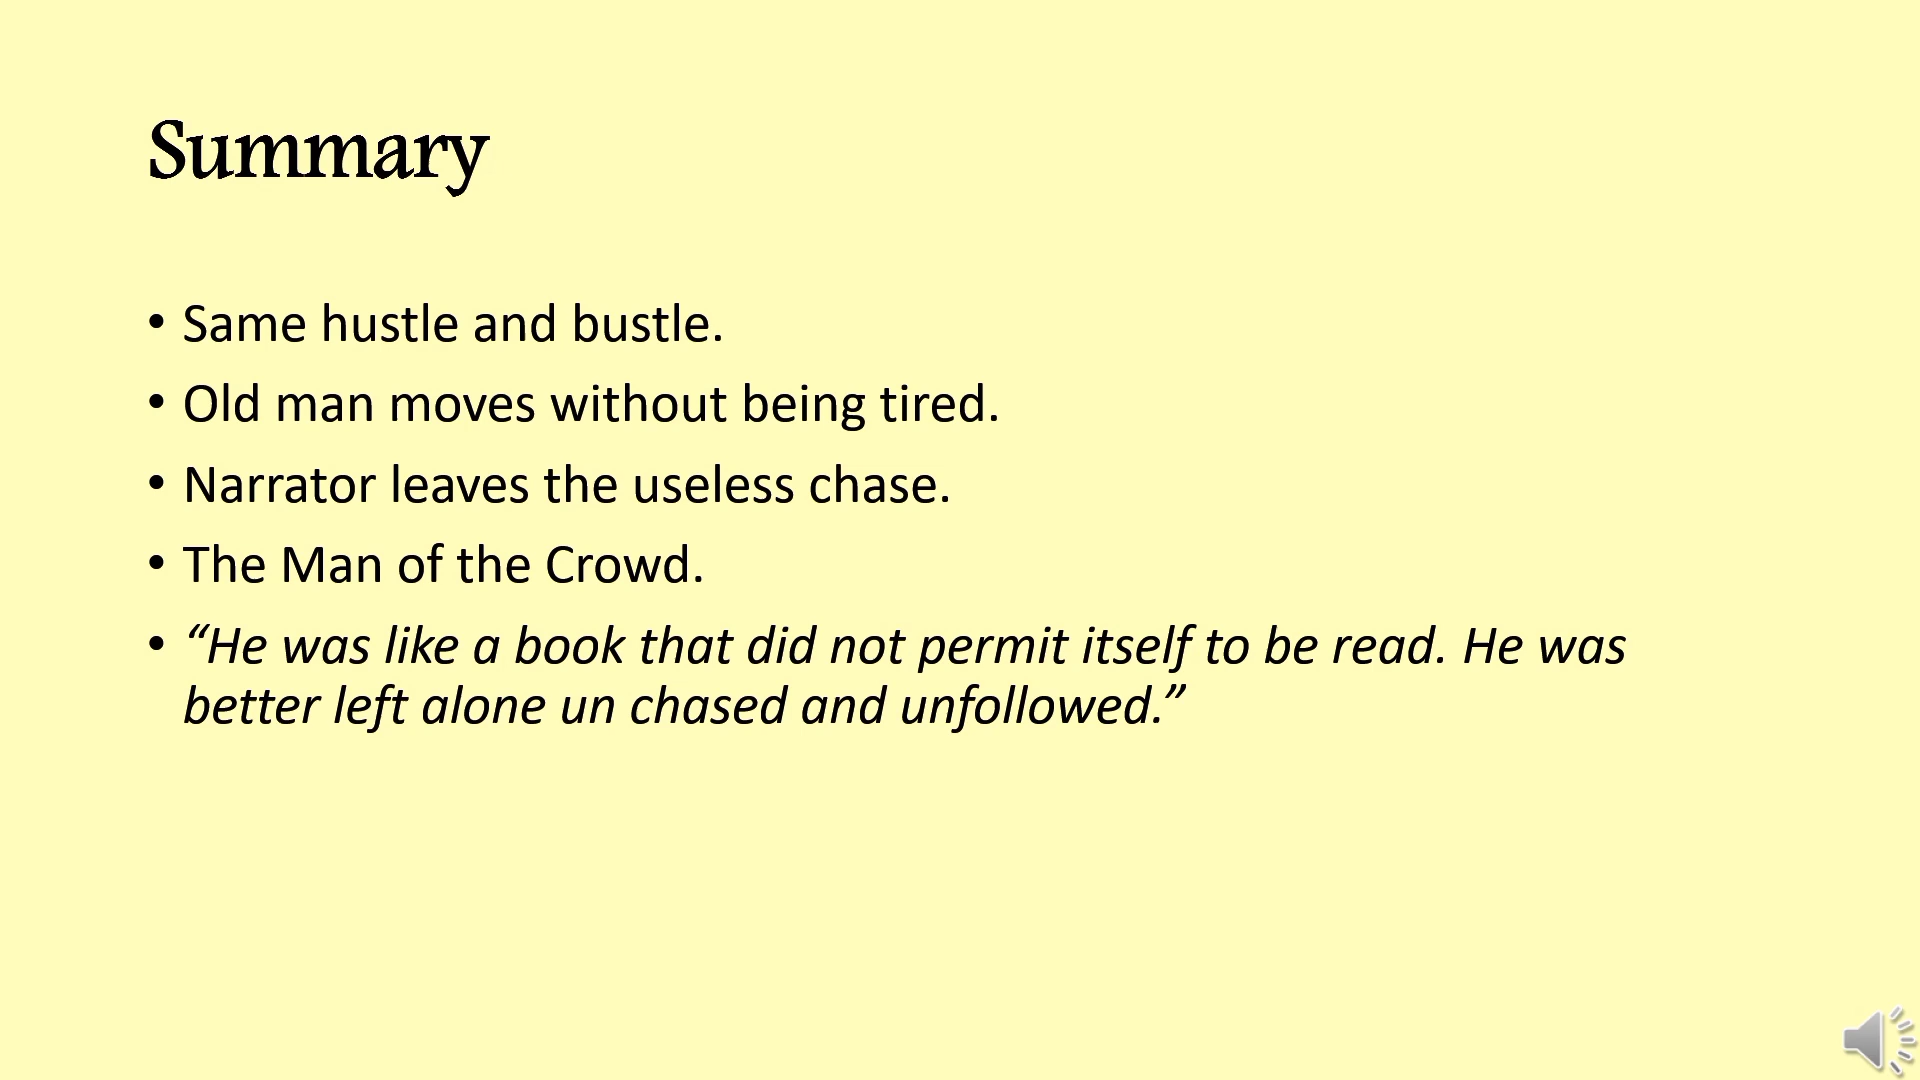 Summary
• Same hustle and bustle.
• Old man moves without being tired.
• Narrator leaves the useless chase.
• The Man of the Crowd.
• “He was like a book that did not permit itself to be read. He was
better left alone un chased and unfollowed.”